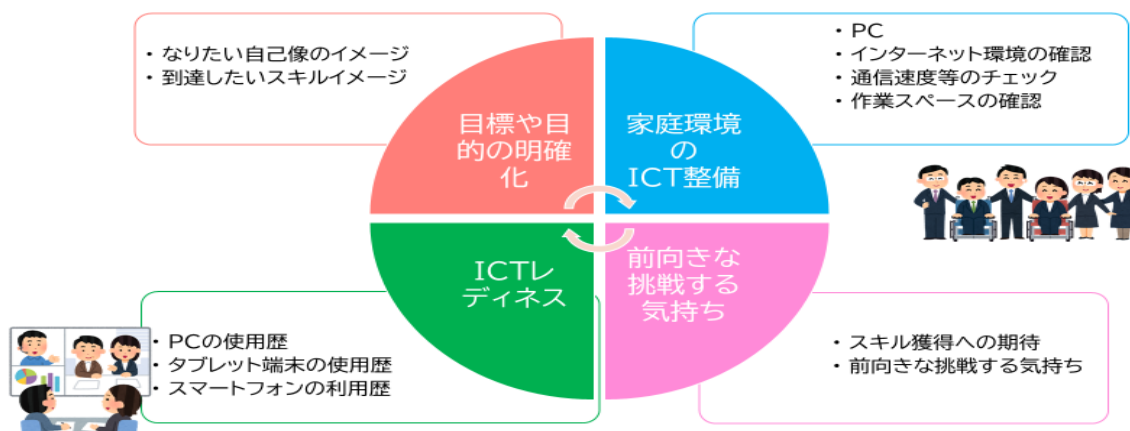 ・なりたい自己像のイメージ
・到達したいスキルイメージ
目標や目
的の明確
化
・PC
・インターネット環境の確認
・通信速度等のチェック
・作業スペースの確認
家庭環境
の
ICT整備
ICTレ
ディネス
・PCの使用歴
・タブレット端末の使用歴
・スマートフォンの利用歴
前向きな
挑戦する
気持ち
・スキル獲得への期待
・前向きな挑戦する気持ち